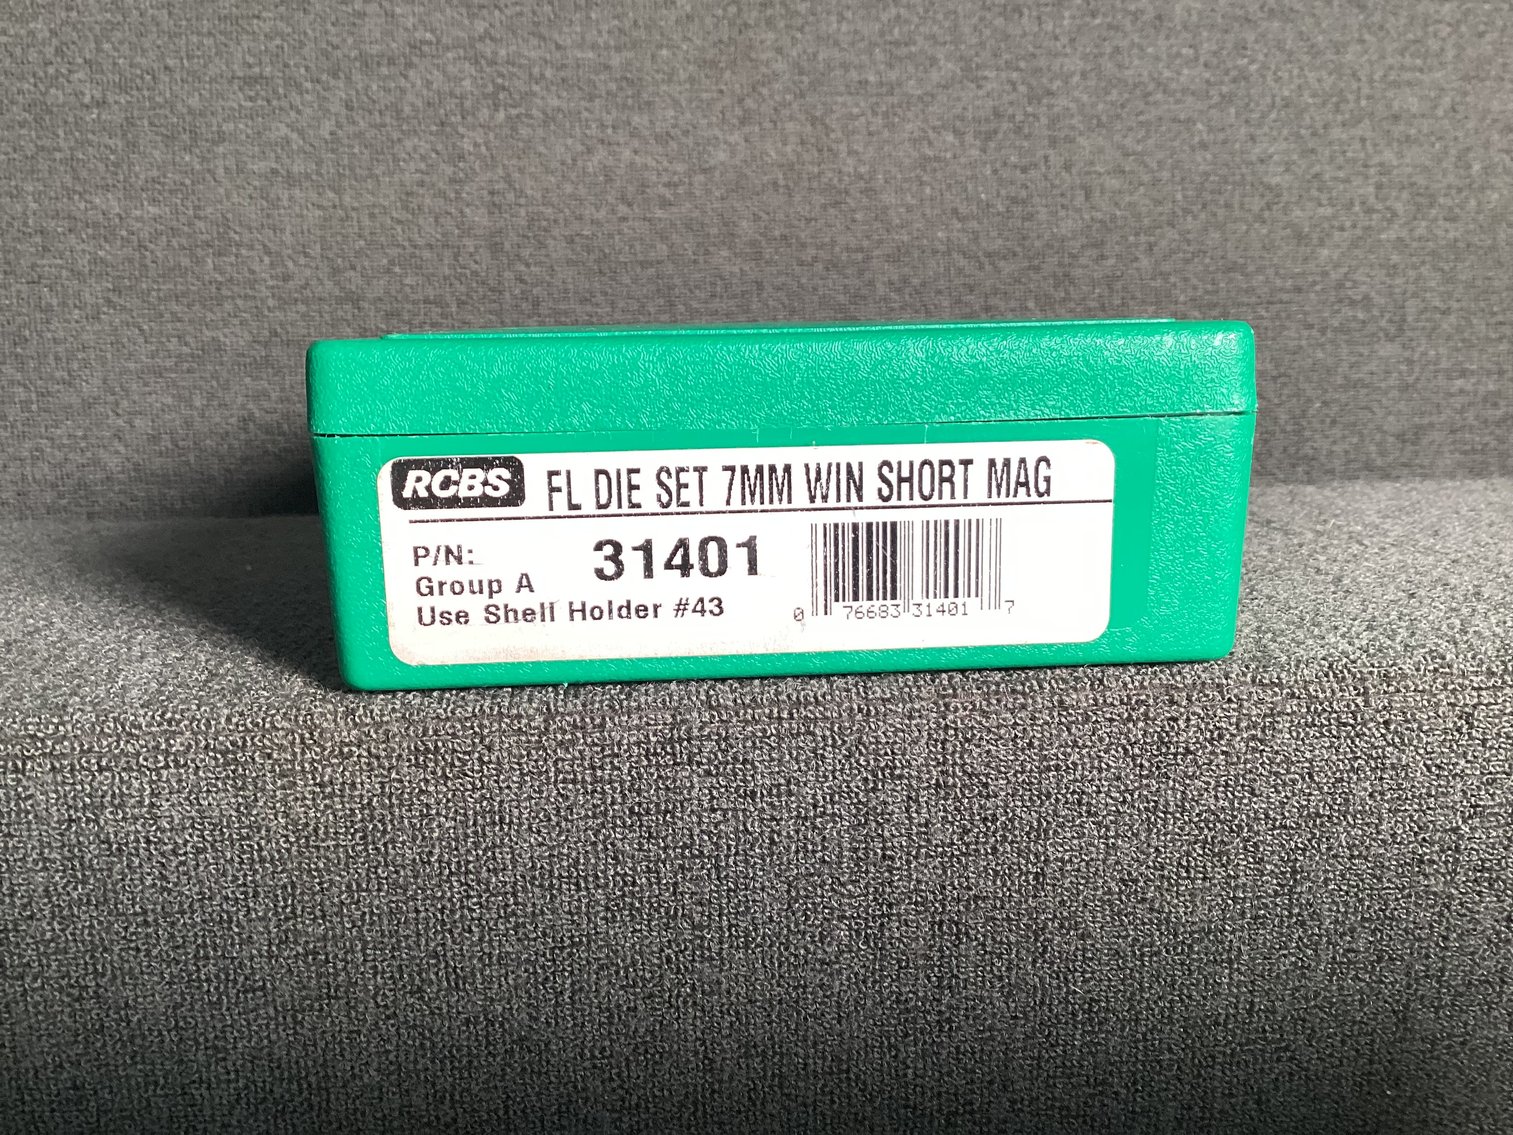 RCBS FL DIE SET 7MM WIN SHORT MAG
P/N: 31401
Group A
Use Shell Holder #43
0 76683 31401 7